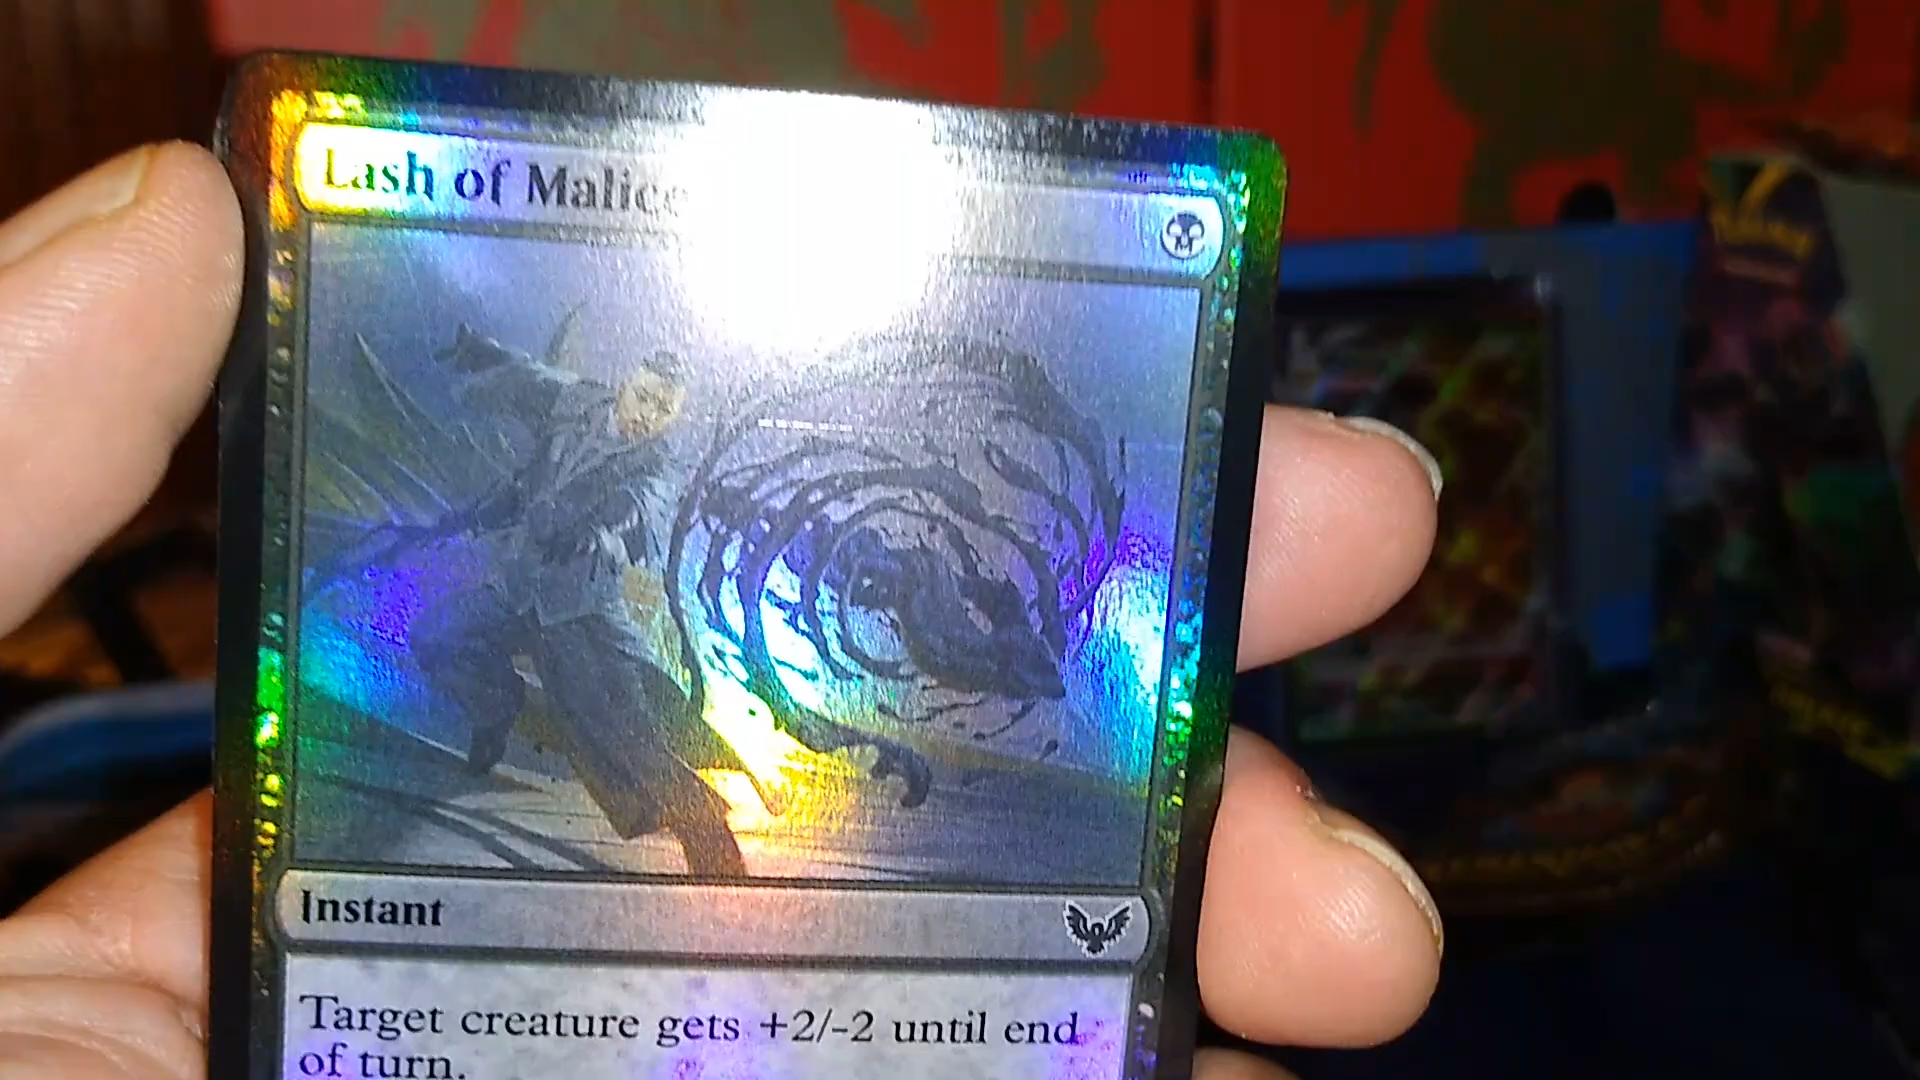 Lash of Malice
Instant
Target creature gets +2/-2 until end
of turn.